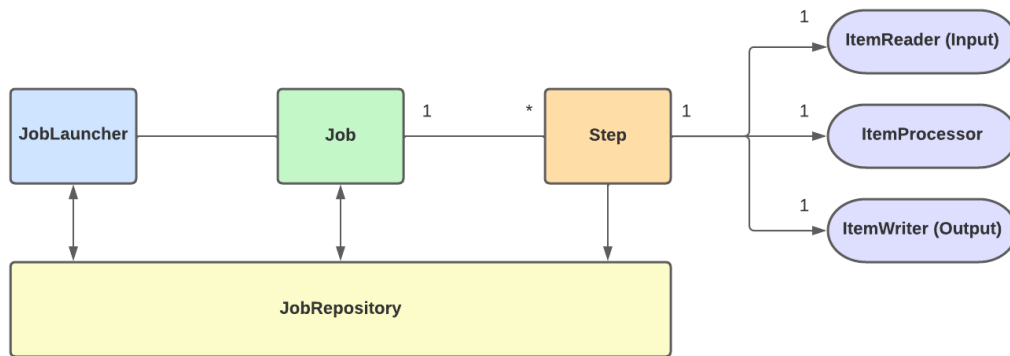 1
ItemReader (Input)
JobLauncher
Job
1
*
Step
1
1
ItemProcessor
1
ItemWriter (Output)
JobRepository